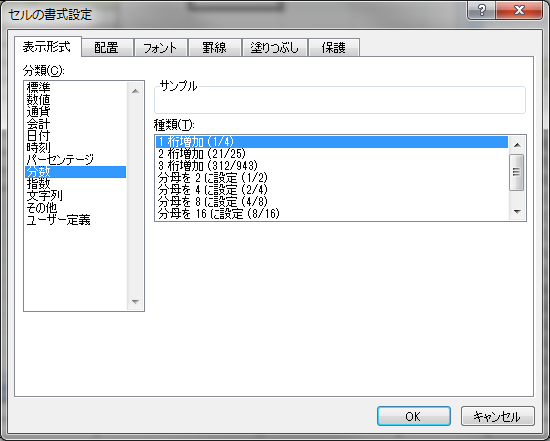 セルの書式設定
表示形式 配置 フォント 罫線 塗りつぶし 保護
分類(C):
標準
数値
通貨
会計
日付
時刻
パーセンテージ
分数
指数
文字列
その他
ユーザー定義
サンプル
種類(T):
1 桁増加 (1/4)
2 桁増加 (21/25)
3 桁増加 (312/943)
分母を 2 に設定 (1/2)
分母を 4 に設定 (2/4)
分母を 8 に設定 (4/8)
分母を 16 に設定 (8/16)
OK キャンセル